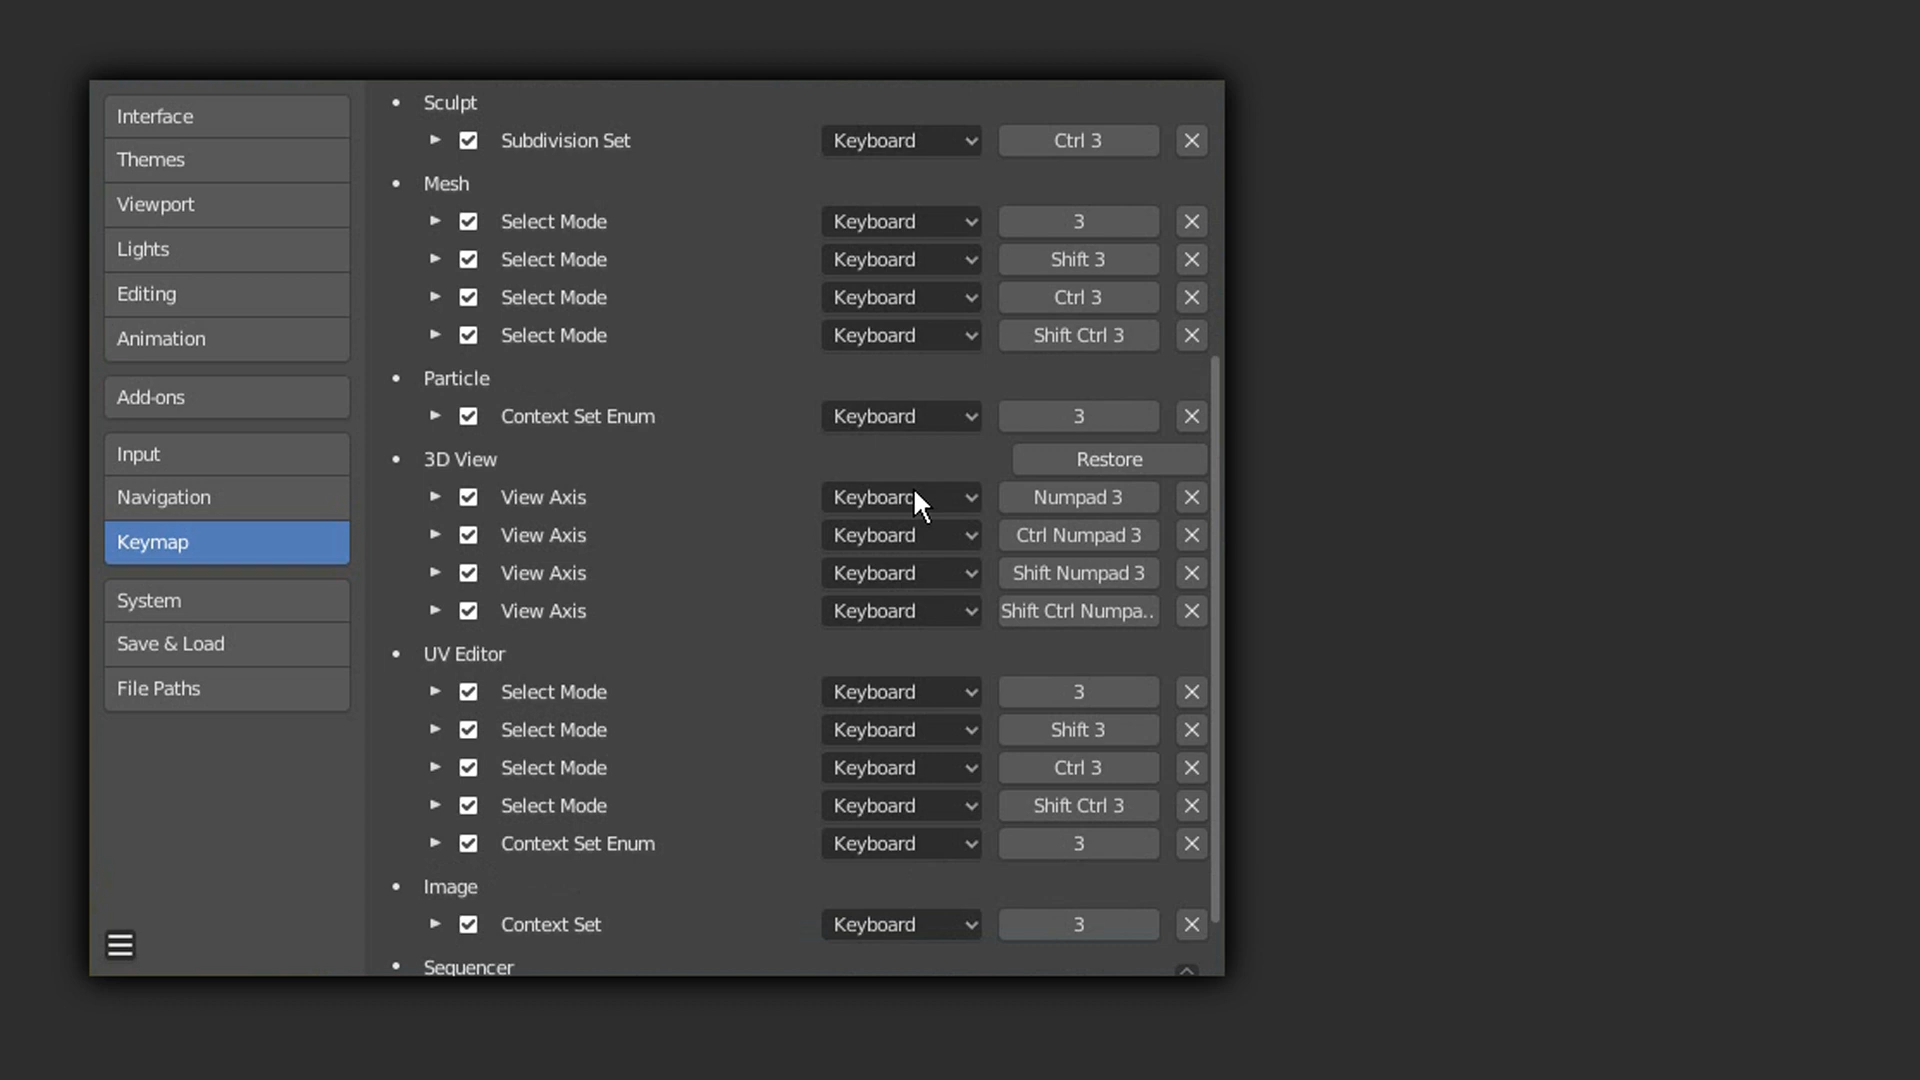 Interface
Themes
Viewport
Lights
Editing
Animation
Add-ons
Input
Navigation
Keymap
System
Save & Load
File Paths
Sculpt
Subdivision Set Keyboard Ctrl 3
Mesh
Select Mode Keyboard 3
Select Mode Keyboard Shift 3
Select Mode Keyboard Ctrl 3
Select Mode Keyboard Shift Ctrl 3
Particle
Context Set Enum Keyboard 3
3D View Restore
View Axis Keyboard Numpad 3
View Axis Keyboard Ctrl Numpad 3
View Axis Keyboard Shift Numpad 3
View Axis Keyboard Shift Ctrl Numpa..
UV Editor
Select Mode Keyboard 3
Select Mode Keyboard Shift 3
Select Mode Keyboard Ctrl 3
Select Mode Keyboard Shift Ctrl 3
Context Set Enum Keyboard 3
Image
Context Set Keyboard 3
Sequencer